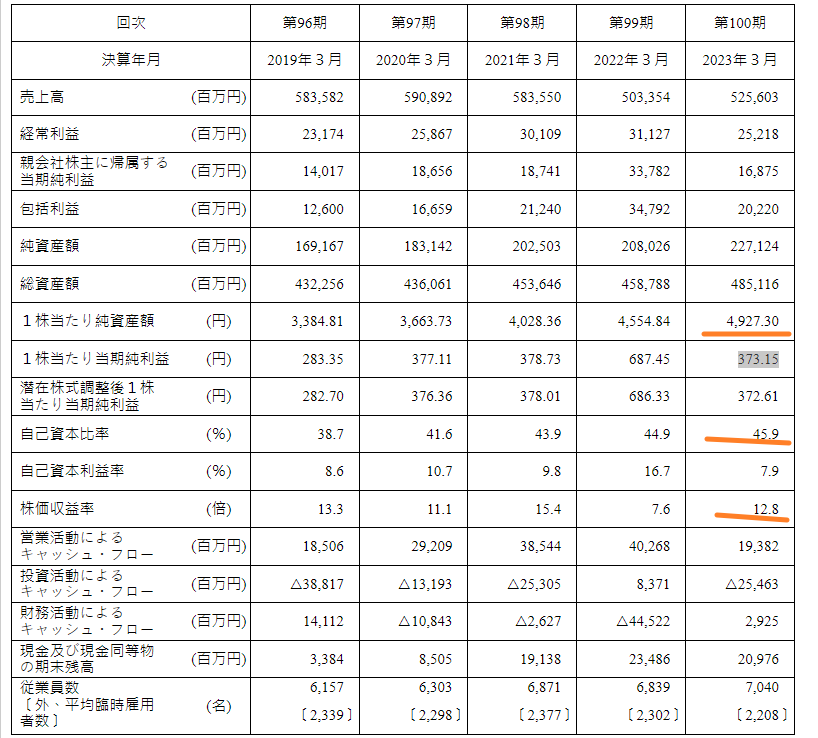 回次 第96期 第97期 第98期 第99期 第100期
決算年月 2019年３月 2020年３月 2021年３月 2022年３月 2023年３月
売上高 (百万円) 583,582 590,892 583,550 503,354 525,603
経常利益 (百万円) 23,174 25,867 30,109 31,127 25,218
親会社株主に帰属する
当期純利益 (百万円) 14,017 18,656 18,741 33,782 16,875
包括利益 (百万円) 12,600 16,659 21,240 34,792 20,220
純資産額 (百万円) 169,167 183,142 202,503 208,026 227,124
総資産額 (百万円) 432,256 436,061 453,646 458,788 485,116
１株当たり純資産額 (円) 3,384.81 3,663.73 4,028.36 4,554.84 4,927.30
１株当たり当期純利益 (円) 283.35 377.11 378.73 687.45 373.15
潜在株式調整後１株
当たり当期純利益 (円) 282.70 376.36 378.01 686.33 372.61
自己資本比率 (％) 38.7 41.6 43.9 44.9 45.9
自己資本利益率 (％) 8.6 10.7 9.8 16.7 7.9
株価収益率 (倍) 13.3 11.1 15.4 7.6 12.8
営業活動による
キャッシュ・フロー (百万円) 18,506 29,209 38,544 40,268 19,382
投資活動による
キャッシュ・フロー (百万円) △38,817 △13,193 △25,305 8,371 △25,463
財務活動による
キャッシュ・フロー (百万円) 14,112 △10,843 △2,627 △44,522 2,925
現金及び現金同等物
の期末残高 (百万円) 3,384 8,505 19,138 23,486 20,976
従業員数 6,157 6,303 6,871 6,839 7,040
〔外、平均臨時雇用 (名)
者数〕 〔2,339〕 〔2,298〕 〔2,377〕 〔2,302〕 〔2,208〕